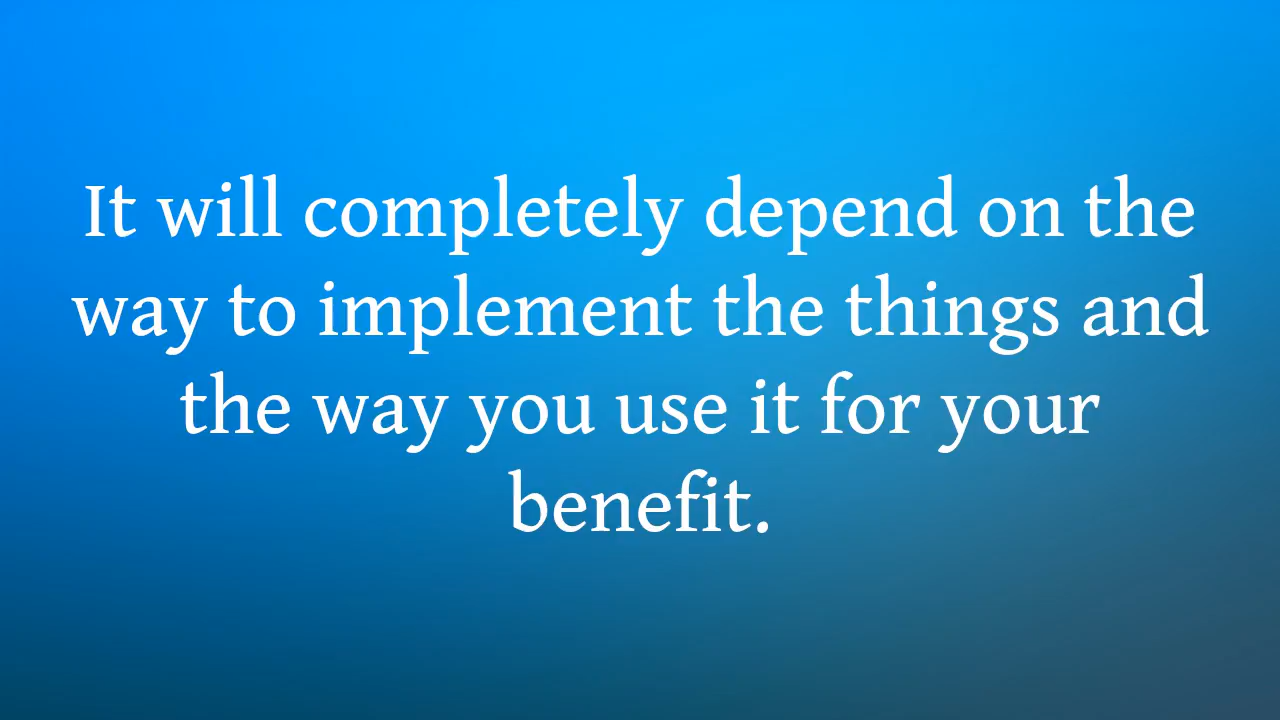 It will completely depend on the
way to implement the things and
the way you use it for your
benefit.